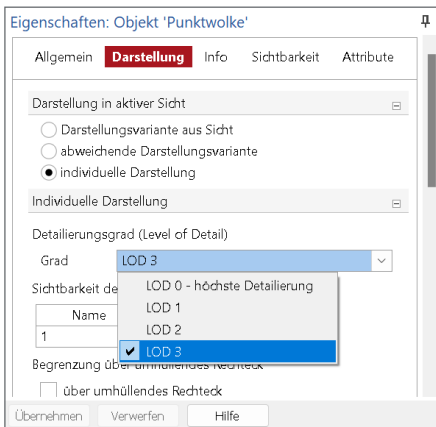 Eigenschaften: Objekt 'Punktwolke'
Allgemein Darstellung Info Sichtbarkeit Attribute
Darstellung in aktiver Sicht
Darstellungsvariante aus Sicht
abweichende Darstellungsvariante
individuelle Darstellung
Individuelle Darstellung
Detailierungsgrad (Level of Detail)
Grad LOD 3
LOD 0 - höchste Detailierung
Sichtbarkeit de
LOD 1
Name
LOD 2
1
LOD 3
Begrenzung über umhüllendes Rechteck
über umhüllendes Rechteck
Übernehmen Verwerfen Hilfe